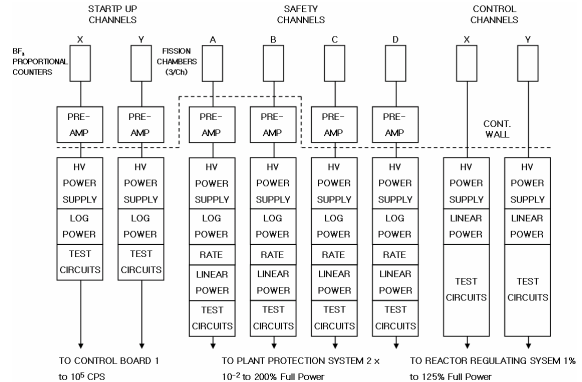 STARTP UP
CHANNELS
SAFETY
CHANNELS
CONTROL
CHANNELS
X
Y
A
B
C
D
X
Y
BF₃
PROPORTIONAL
COUNTERS
FISSION
CHAMBERS
(3/Ch)
PRE-
AMP
PRE-
AMP
PRE-
AMP
PRE-
AMP
PRE-
AMP
PRE-
AMP
CONT.
WALL
HV
POWER
SUPPLY
LOG
POWER
TEST
CIRCUITS
HV
POWER
SUPPLY
LOG
POWER
TEST
CIRCUITS
HV
POWER
SUPPLY
LOG
POWER
RATE
LINEAR
POWER
TEST
CIRCUITS
HV
POWER
SUPPLY
LOG
POWER
RATE
LINEAR
POWER
TEST
CIRCUITS
HV
POWER
SUPPLY
LOG
POWER
RATE
LINEAR
POWER
TEST
CIRCUITS
HV
POWER
SUPPLY
LOG
POWER
RATE
LINEAR
POWER
TEST
CIRCUITS
HV
POWER
SUPPLY
LINEAR
POWER
TEST
CIRCUITS
HV
POWER
SUPPLY
LINEAR
POWER
TEST
CIRCUITS
TO CONTROL BOARD 1
to 10⁵ CPS
TO PLANT PROTECTION SYSTEM 2 x
10⁻² to 200% Full Power
TO REACTOR REGULATING SYSEM 1%
to 125% Full Power